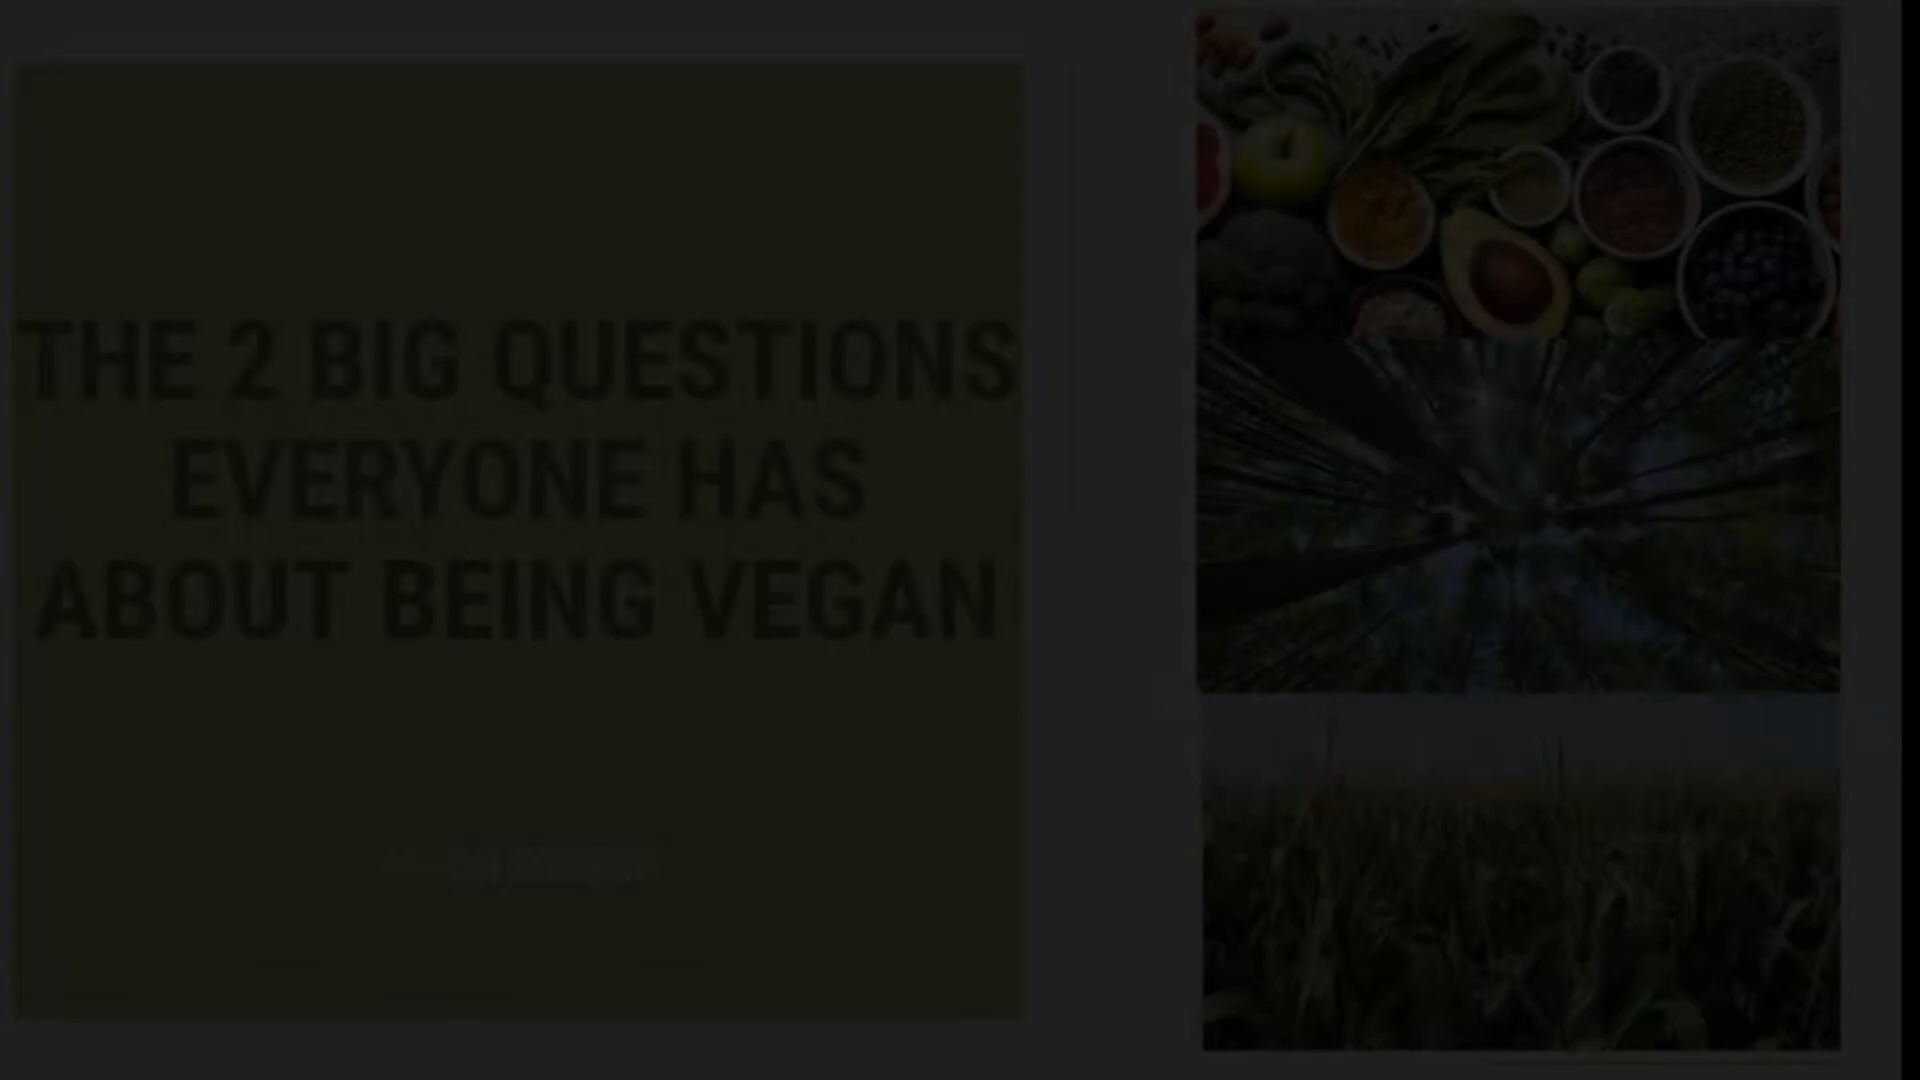 THE 2 BIG QUESTIONS
EVERYONE HAS
ABOUT BEING VEGAN